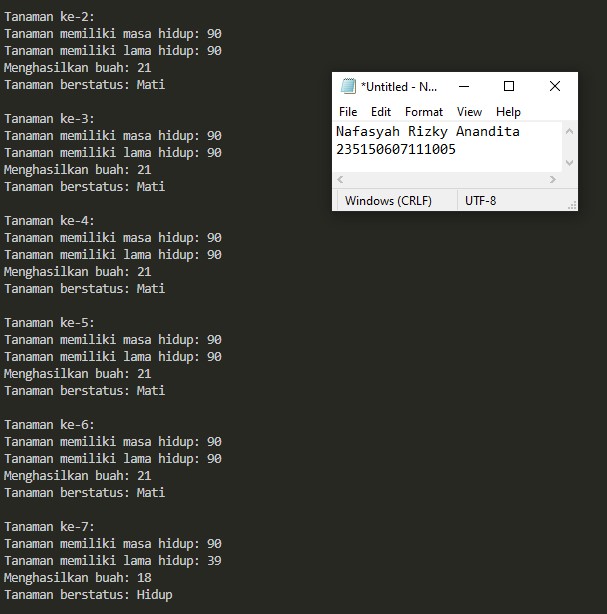 Tanaman ke-2:
Tanaman memiliki masa hidup: 90
Tanaman memiliki lama hidup: 90
Menghasilkan buah: 21
Tanaman berstatus: Mati
Tanaman ke-3:
Tanaman memiliki masa hidup: 90
Tanaman memiliki lama hidup: 90
Menghasilkan buah: 21
Tanaman berstatus: Mati
Tanaman ke-4:
Tanaman memiliki masa hidup: 90
Tanaman memiliki lama hidup: 90
Menghasilkan buah: 21
Tanaman berstatus: Mati
Tanaman ke-5:
Tanaman memiliki masa hidup: 90
Tanaman memiliki lama hidup: 90
Menghasilkan buah: 21
Tanaman berstatus: Mati
Tanaman ke-6:
Tanaman memiliki masa hidup: 90
Tanaman memiliki lama hidup: 90
Menghasilkan buah: 21
Tanaman berstatus: Mati
Tanaman ke-7:
Tanaman memiliki masa hidup: 90
Tanaman memiliki lama hidup: 39
Menghasilkan buah: 18
Tanaman berstatus: Hidup
*Untitled - N...
File Edit Format View Help
Nafasyah Rizky Anandita
235150607111005
Windows (CRLF) UTF-8